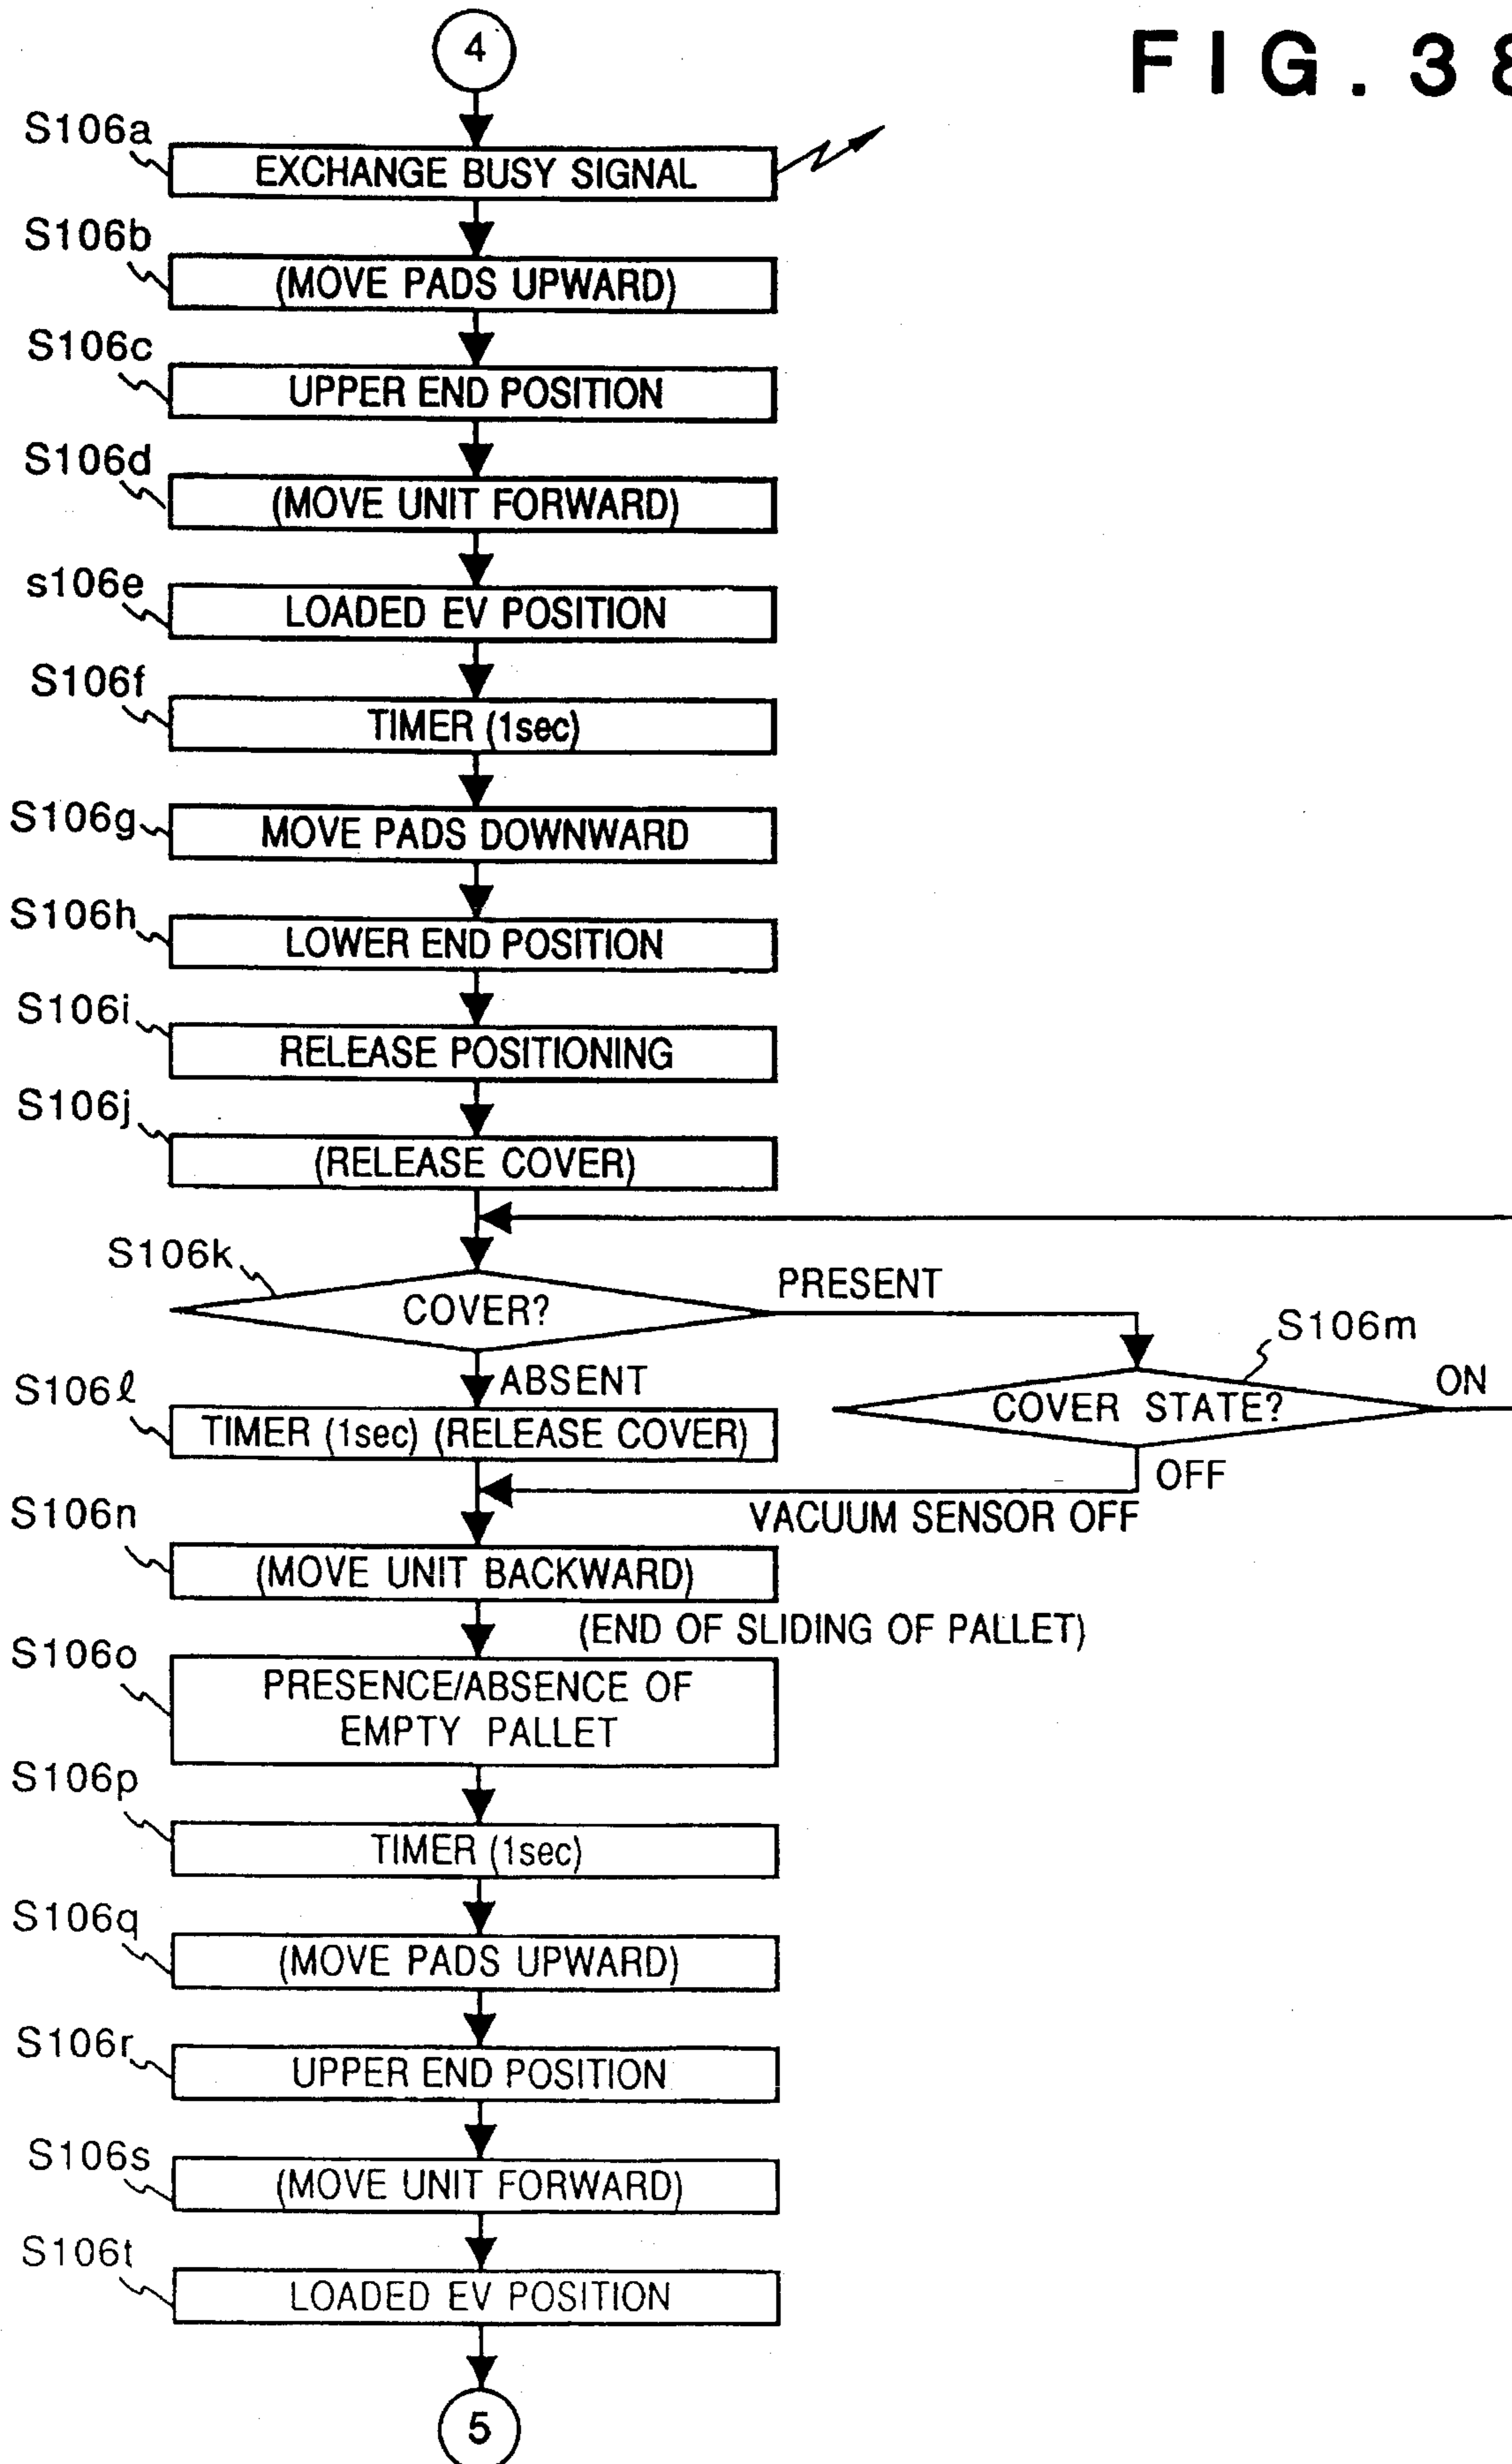 4
FIG. 38
S106a
EXCHANGE BUSY SIGNAL
S106b
(MOVE PADS UPWARD)
S106c
UPPER END POSITION
S106d
(MOVE UNIT FORWARD)
s106e
LOADED EV POSITION
S106f
TIMER (1sec)
S106g
MOVE PADS DOWNWARD
S106h
LOWER END POSITION
S106i
RELEASE POSITIONING
S106j
(RELEASE COVER)
S106k
COVER?
PRESENT
S106m
COVER STATE?
ON
ABSENT
S106ℓ
TIMER (1sec) (RELEASE COVER)
OFF
VACUUM SENSOR OFF
S106n
(MOVE UNIT BACKWARD)
(END OF SLIDING OF PALLET)
S106o
PRESENCE/ABSENCE OF
EMPTY PALLET
S106p
TIMER (1sec)
S106q
(MOVE PADS UPWARD)
S106r
UPPER END POSITION
S106s
(MOVE UNIT FORWARD)
S106t
LOADED EV POSITION
5